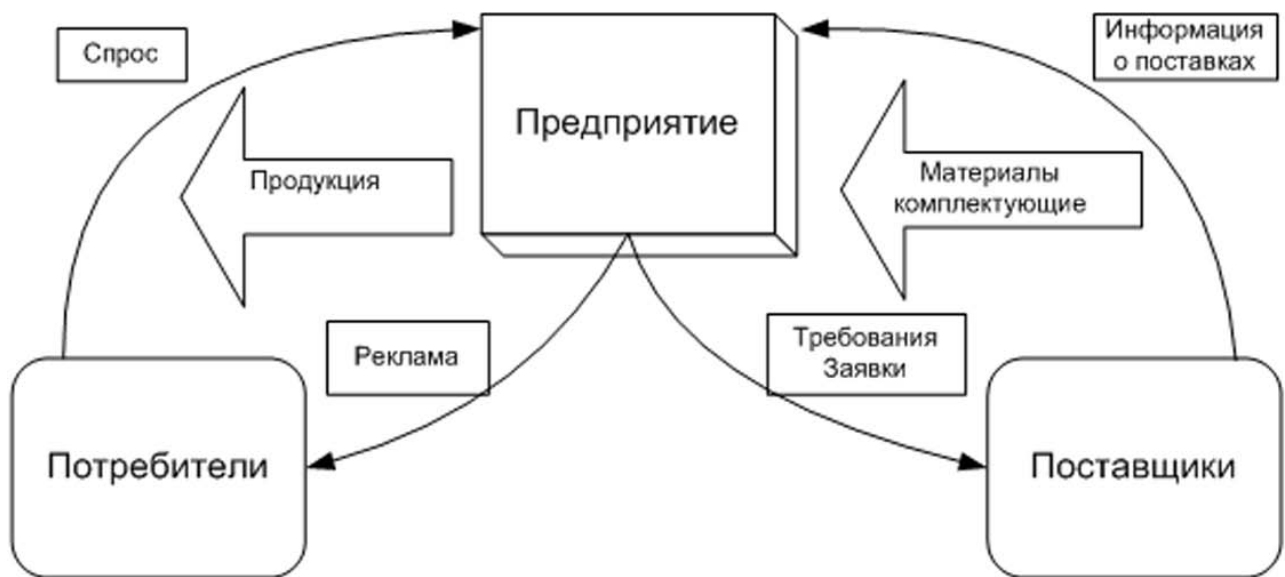 Спрос
Информация
о поставках
Предприятие
Продукция
Материалы
комплектующие
Реклама
Требования
Заявки
Потребители
Поставщики